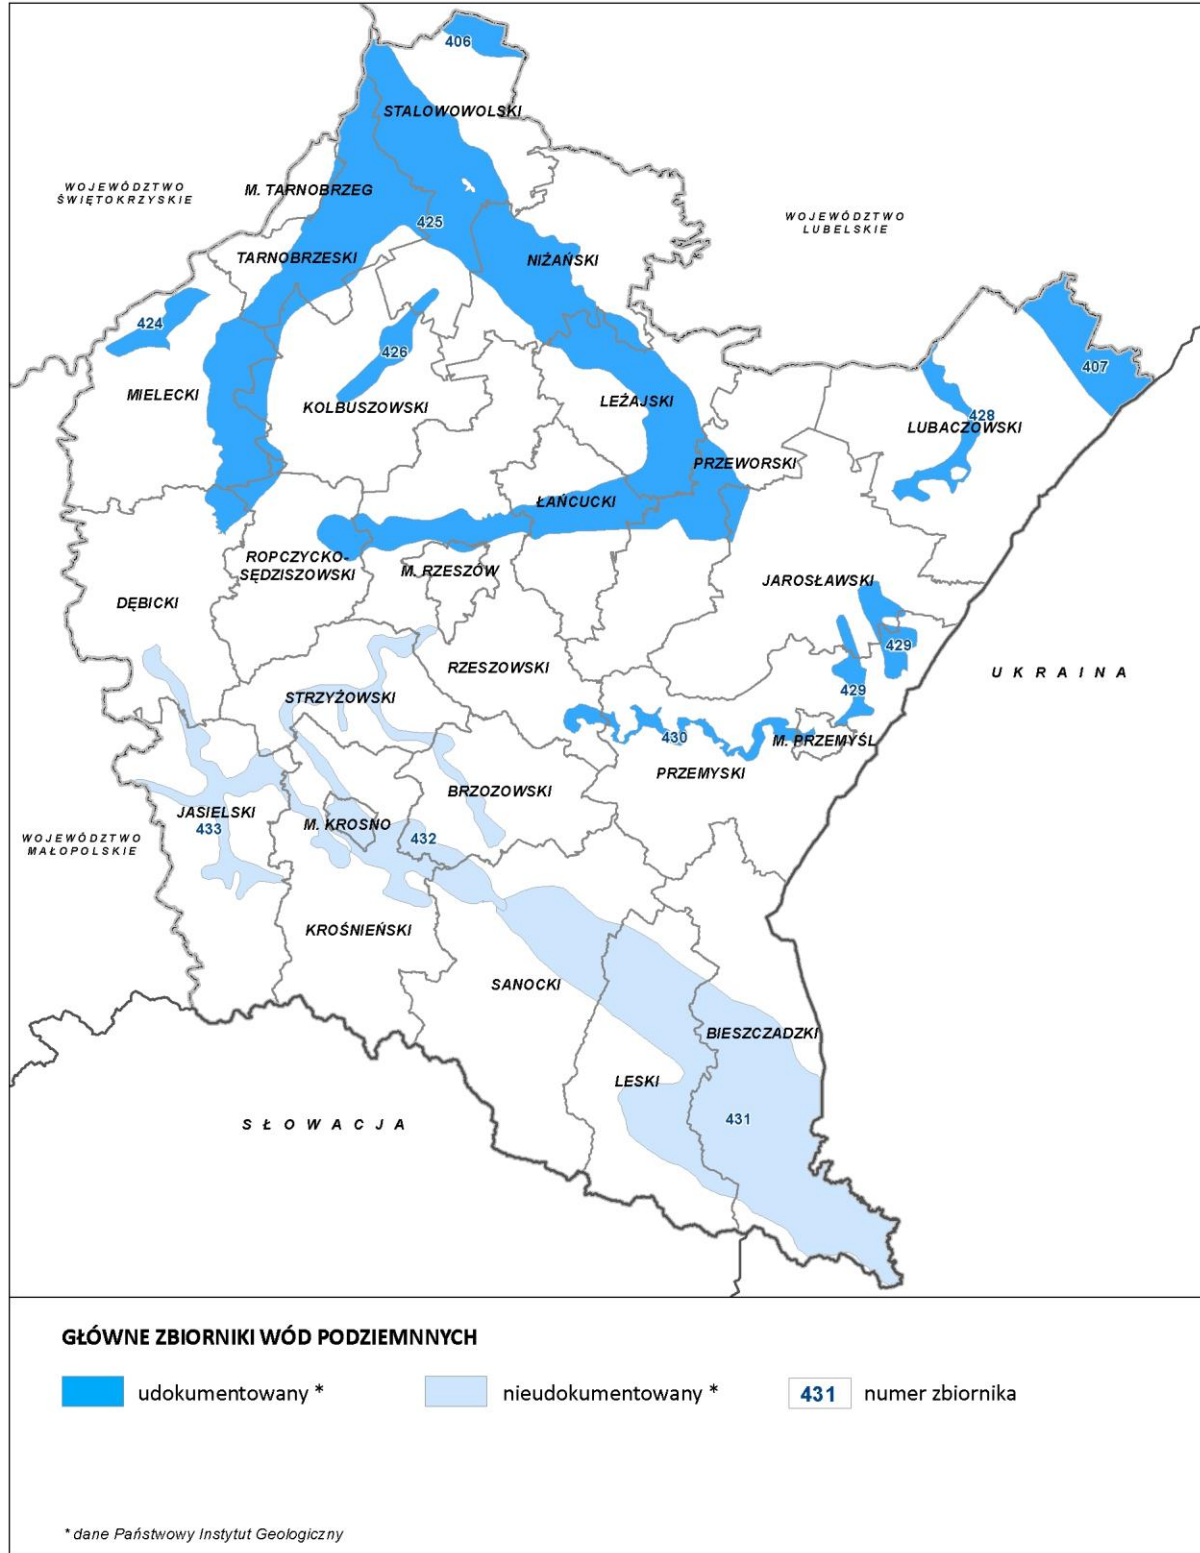 406
STALOWOWOLSKI
WOJEWÓDZTWO
ŚWIĘTOKRZYSKIE
M. TARNOBRZEG
425
WOJEWÓDZTWO
LUBELSKIE
TARNOBRZESKI
NIŻAŃSKI
424
426
407
MIELECKI
KOLBUSZOWSKI
LEŻAJSKI
428
LUBACZOWSKI
PRZEWORSKI
ŁAŃCUCKI
ROPCZYCKO-
SĘDZISZOWSKI
M. RZESZÓW
JAROSŁAWSKI
DĘBICKI
429
RZESZOWSKI
UKRAINA
STRZYŻOWSKI
429
430
M. PRZEMYŚL
PRZEMYSKI
BRZOZOWSKI
JASIELSKI
433
M. KROSNO
432
WOJEWÓDZTWO
MAŁOPOLSKIE
KROŚNIEŃSKI
SANOCKI
BIESZCZADZKI
LESKI
431
SŁOWACJA
GŁÓWNE ZBIORNIKI WÓD PODZIEMNNYCH
udokumentowany *
nieudokumentowany *
431 numer zbiornika
* dane Państwowy Instytut Geologiczny